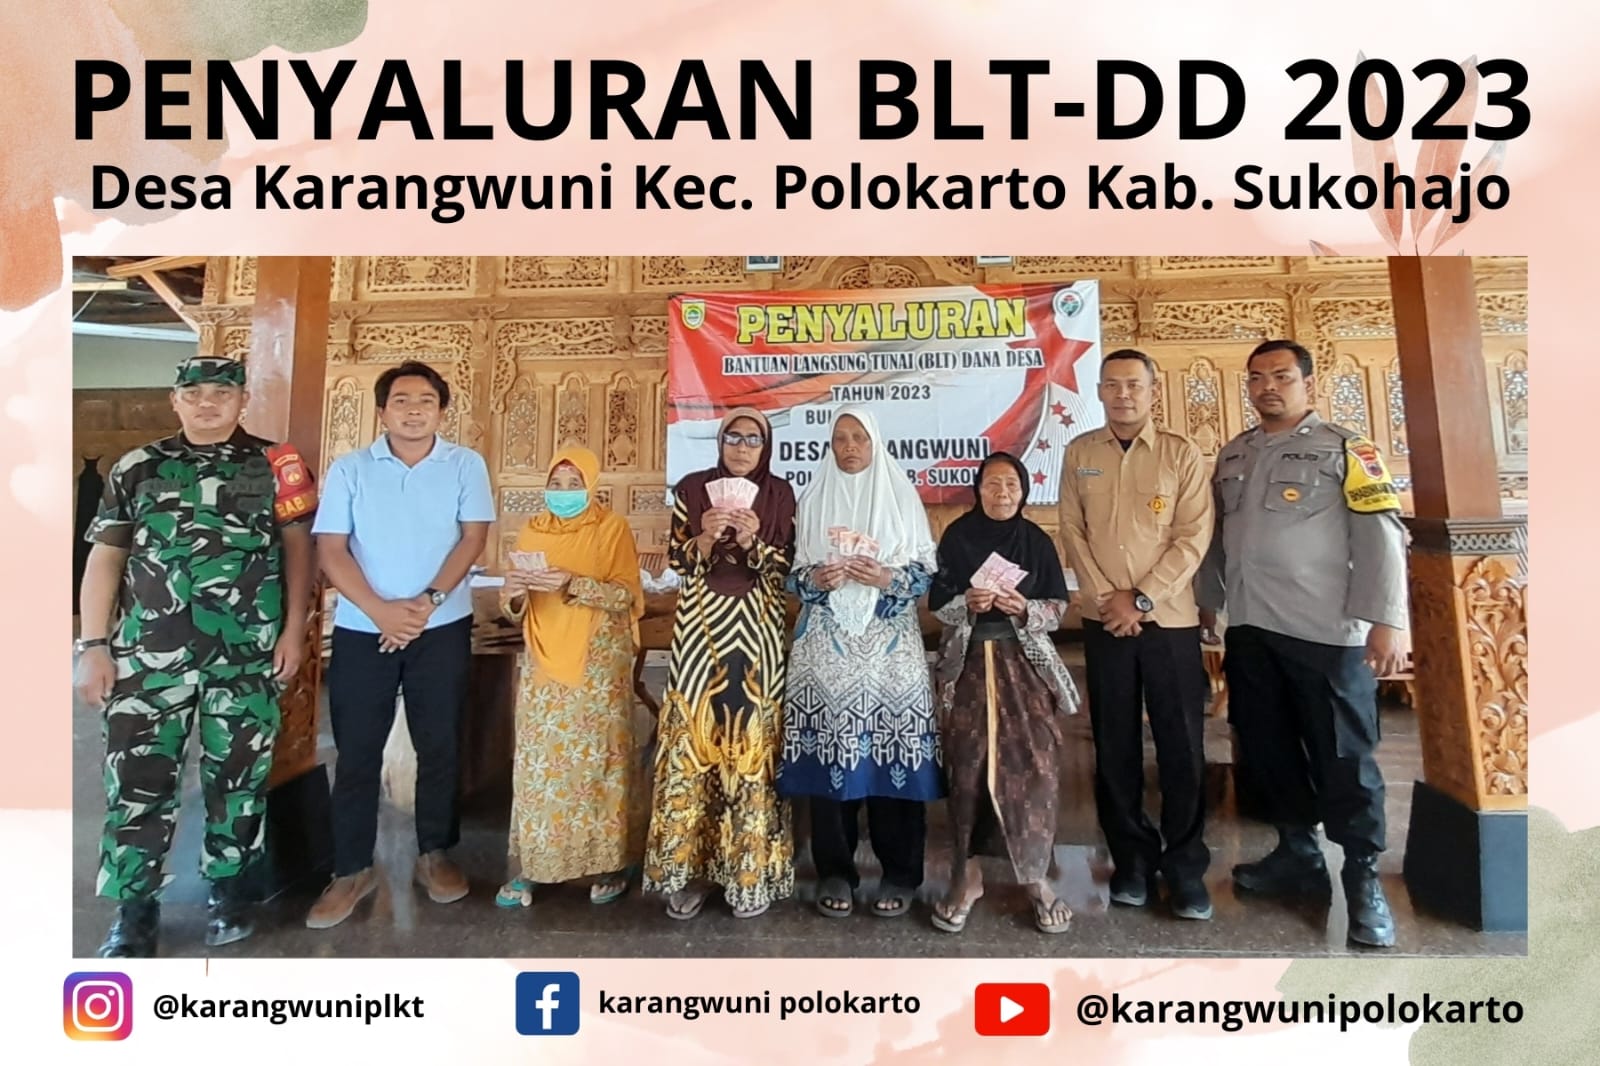 PENYALURAN BLT-DD 2023
Desa Karangwuni Kec. Polokarto Kab. Sukohajo
PENYALURAN
BANTUAN LANGSUNG TUNAI (BLT) DANA DESA
TAHUN 2023
DESA
POLISI
@karangwuniplkt
karangwuni polokarto
@karangwunipolokarto